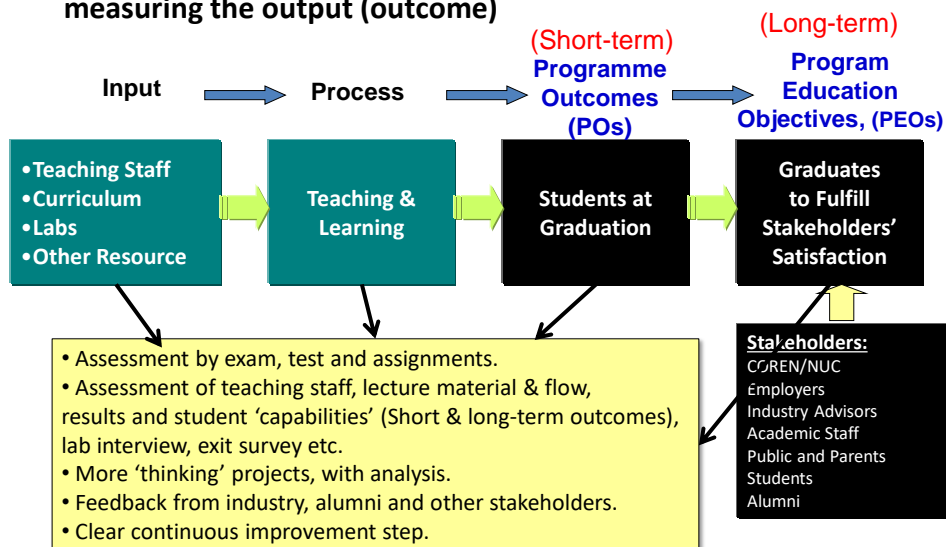 measuring the output (outcome)
(Short-term)
(Long-term)
Input
Process
Programme
Outcomes
(POs)
Program
Education
Objectives, (PEOs)
•Teaching Staff
•Curriculum
•Labs
•Other Resource
Teaching &
Learning
Students at
Graduation
Graduates
to Fulfill
Stakeholders’
Satisfaction
• Assessment by exam, test and assignments.
• Assessment of teaching staff, lecture material & flow,
results and student ‘capabilities’ (Short & long-term outcomes),
lab interview, exit survey etc.
• More ‘thinking’ projects, with analysis.
• Feedback from industry, alumni and other stakeholders.
• Clear continuous improvement step.
Stakeholders:
COREN/NUC
Employers
Industry Advisors
Academic Staff
Public and Parents
Students
Alumni